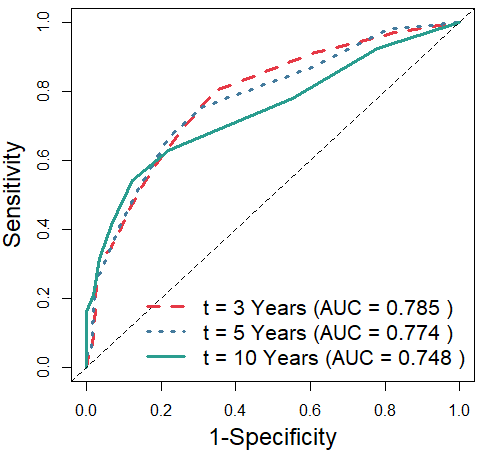 Sensitivity
1.0
0.8
0.6
0.4
0.2
0.0
t = 3 Years (AUC = 0.785 )
t = 5 Years (AUC = 0.774 )
t = 10 Years (AUC = 0.748 )
0.0 0.2 0.4 0.6 0.8 1.0
1-Specificity